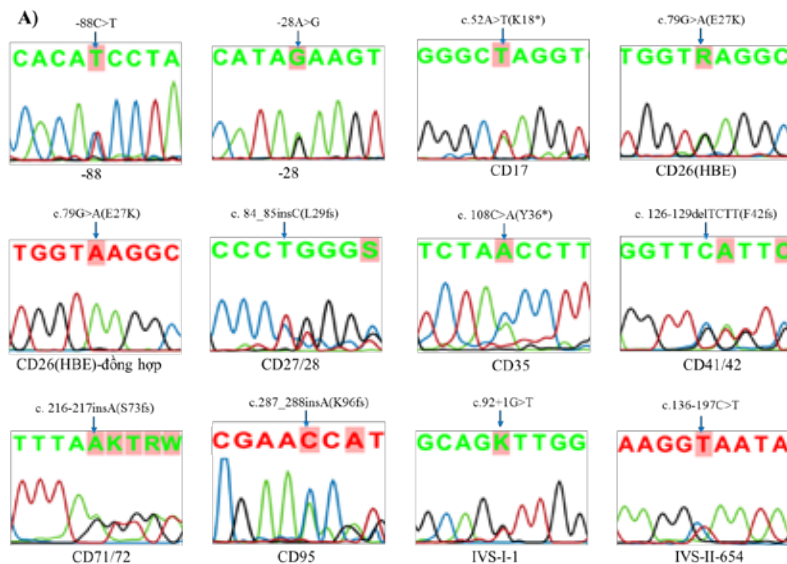 A)
-88C>T
CACATCCTA
-88
-28A>G
CATAGAAGT
-28
c.52A>T(K18*)
GGGCTAGGT
CD17
c.79G>A(E27K)
TGGTRAGGC
CD26(HBE)
c.79G>A(E27K)
TGGTAAGGC
CD26(HBE)-đồng hợp
c. 84_85insC(L29fs)
CCCTGGGS
CD27/28
c. 108C>A(Y36*)
TCTAACCTT
CD35
c. 126-129delTCTT(F42fs)
GGTTCATTC
CD41/42
c. 216-217insA(S73fs)
TTTAAKTRW
CD71/72
c.287_288insA(K96fs)
CGAACCAT
CD95
c.92+1G>T
GCAGKTTGG
IVS-I-1
c.136-197C>T
AAGGTAATA
IVS-II-654